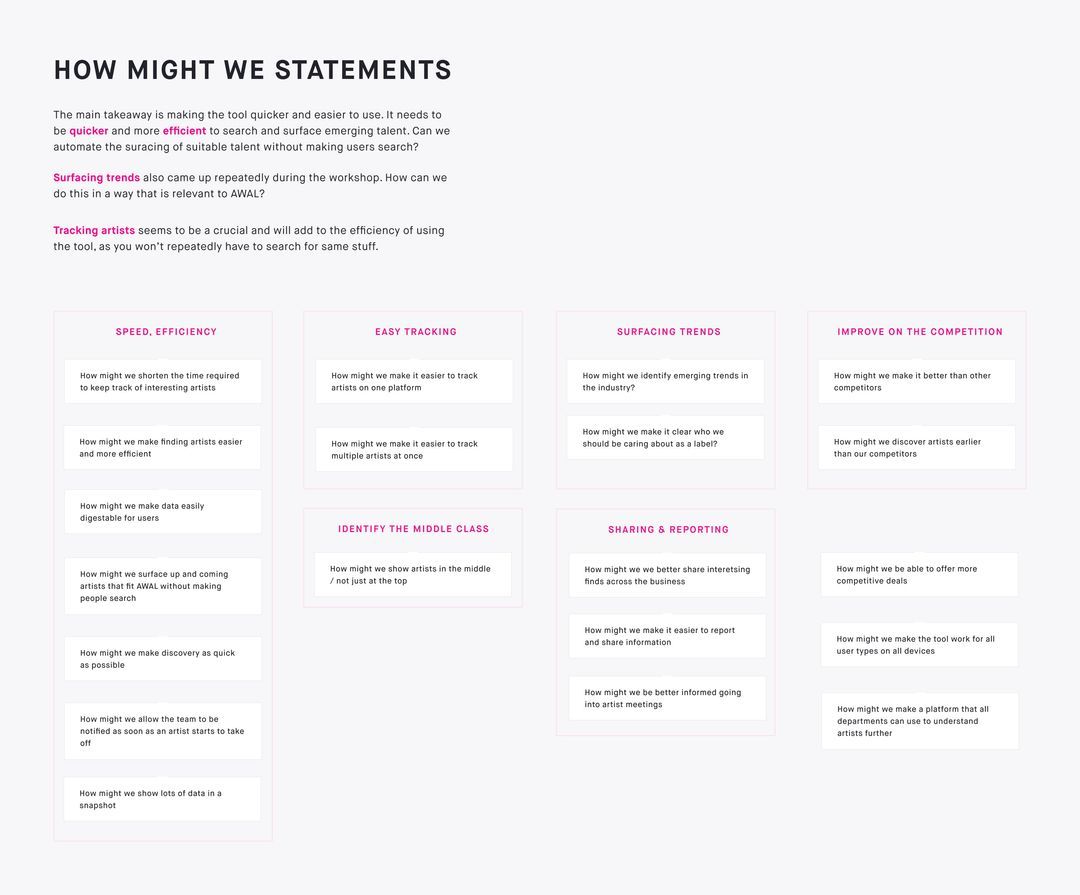 HOW MIGHT WE STATEMENTS
The main takeaway is making the tool quicker and easier to use. It needs to
be quicker and more efficient to search and surface emerging talent. Can we
automate the suracing of suitable talent without making users search?
Surfacing trends also came up repeatedly during the workshop. How can we
do this in a way that is relevant to AWAL?
Tracking artists seems to be a crucial and will add to the efficiency of using
the tool, as you won't repeatedly have to search for same stuff.
SPEED, EFFICIENCY
How might we shorten the time required
to keep track of interesting artists
How might we make finding artists easier
and more efficient
How might we make data easily
digestable for users
How might we surface up and coming
artists that fit AWAL without making
people search
How might we make discovery as quick
as possible
How might we allow the team to be
notified as soon as an artist starts to take
off
How might we show lots of data in a
snapshot
EASY TRACKING
How might we make it easier to track
artists on one platform
How might we make it easier to track
multiple artists at once
IDENTIFY THE MIDDLE CLASS
How might we show artists in the middle
/ not just at the top
SURFACING TRENDS
How might we identify emerging trends in
the industry?
How might we make it clear who we
should be caring about as a label?
SHARING & REPORTING
How might we we better share interetsing
finds across the business
How might we make it easier to report
and share information
How might we be better informed going
into artist meetings
IMPROVE ON THE COMPETITION
How might we make it better than other
competitors
How might we discover artists earlier
than our competitors
How might we be able to offer more
competitive deals
How might we make the tool work for all
user types on all devices
How might we make a platform that all
departments can use to understand
artists further